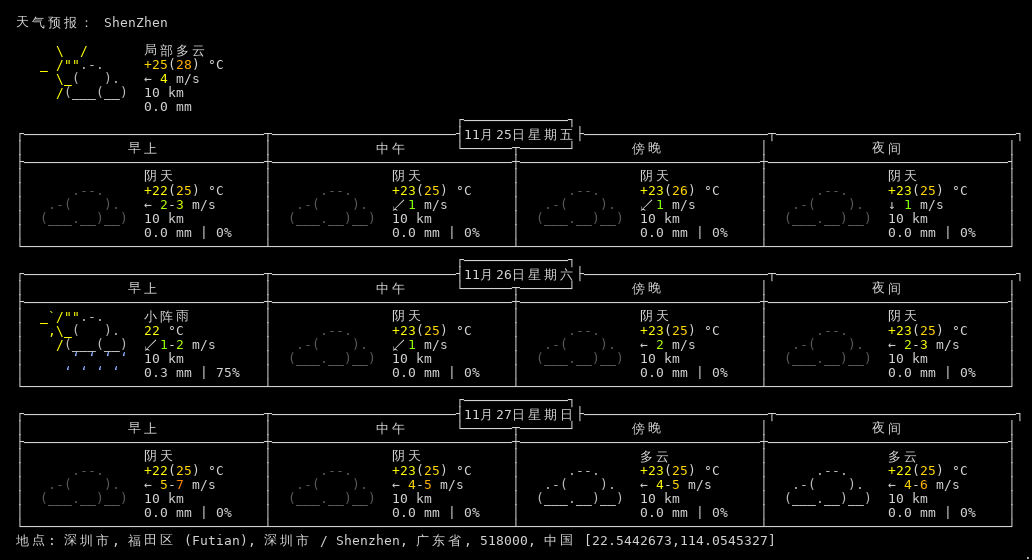 天气预报： ShenZhen
局部多云
+25(28) °C
← 4 m/s
10 km
0.0 mm
11月25日星期五
早上 中午 傍晚 夜间
阴天 阴天 阴天 阴天
+22(25) °C +23(25) °C +23(26) °C +23(25) °C
← 2-3 m/s ↙ 1 m/s ↙ 1 m/s ↓ 1 m/s
10 km 10 km 10 km 10 km
0.0 mm | 0% 0.0 mm | 0% 0.0 mm | 0% 0.0 mm | 0%
11月26日星期六
早上 中午 傍晚 夜间
小阵雨 阴天 阴天 阴天
22 °C +23(25) °C +23(25) °C +23(25) °C
↙ 1-2 m/s ↙ 1 m/s ← 2 m/s ← 2-3 m/s
10 km 10 km 10 km 10 km
0.3 mm | 75% 0.0 mm | 0% 0.0 mm | 0% 0.0 mm | 0%
11月27日星期日
早上 中午 傍晚 夜间
阴天 阴天 多云 多云
+22(25) °C +23(25) °C +23(25) °C +22(25) °C
← 5-7 m/s ← 4-5 m/s ← 4-5 m/s ← 4-6 m/s
10 km 10 km 10 km 10 km
0.0 mm | 0% 0.0 mm | 0% 0.0 mm | 0% 0.0 mm | 0%
地点: 深圳市, 福田区 (Futian), 深圳市 / Shenzhen, 广东省, 518000, 中国 [22.5442673,114.0545327]